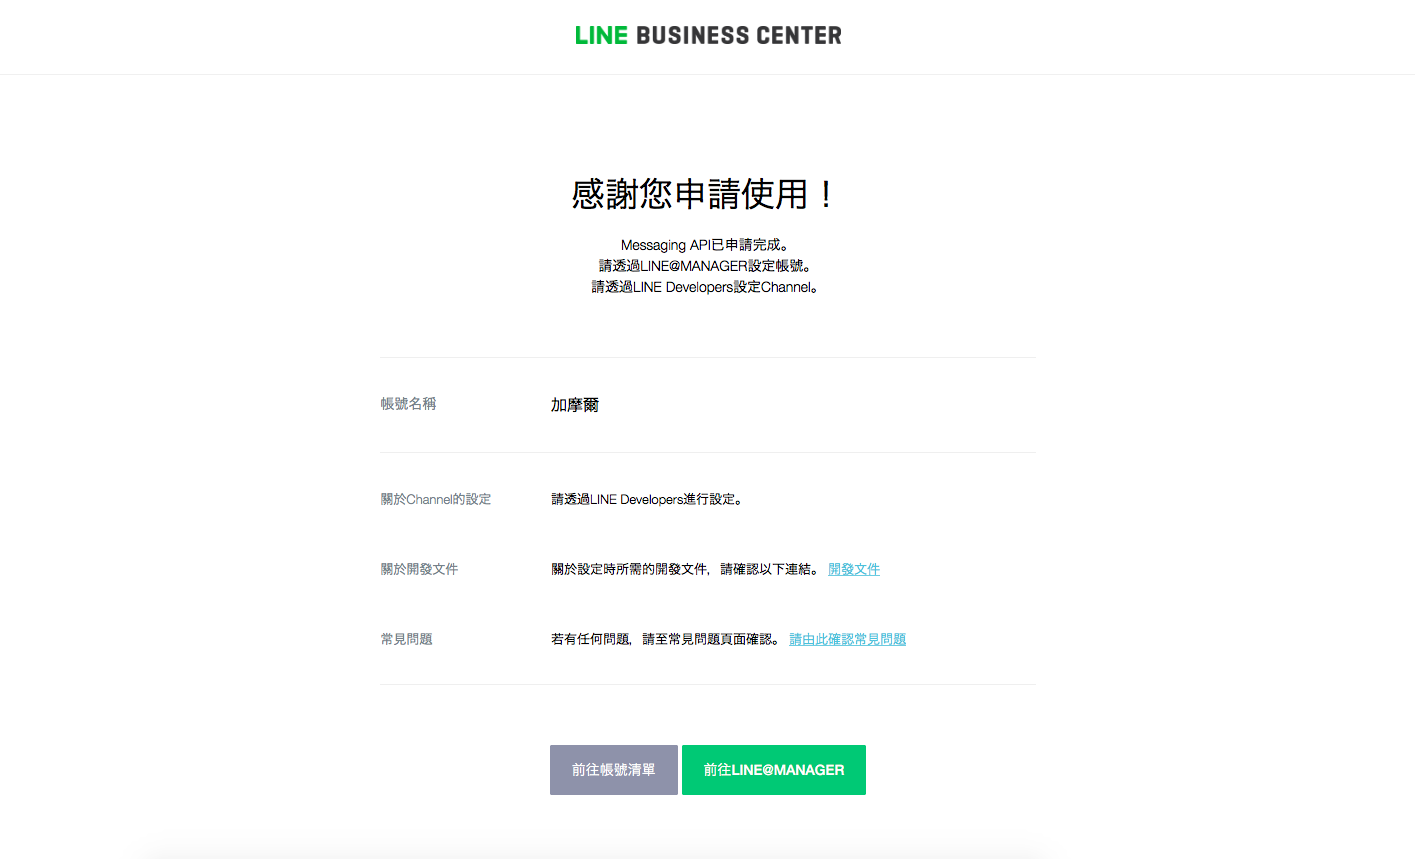 LINE BUSINESS CENTER
感謝您申請使用！
Messaging API已申請完成。
請透過LINE@MANAGER設定帳號。
請透過LINE Developers設定Channel。
帳號名稱 加摩爾
關於Channel的設定 請透過LINE Developers進行設定。
關於開發文件 關於設定時所需的開發文件，請確認以下連結。 開發文件
常見問題 若有任何問題，請至常見問題頁面確認。 請由此確認常見問題
前往帳號清單 前往LINE@MANAGER